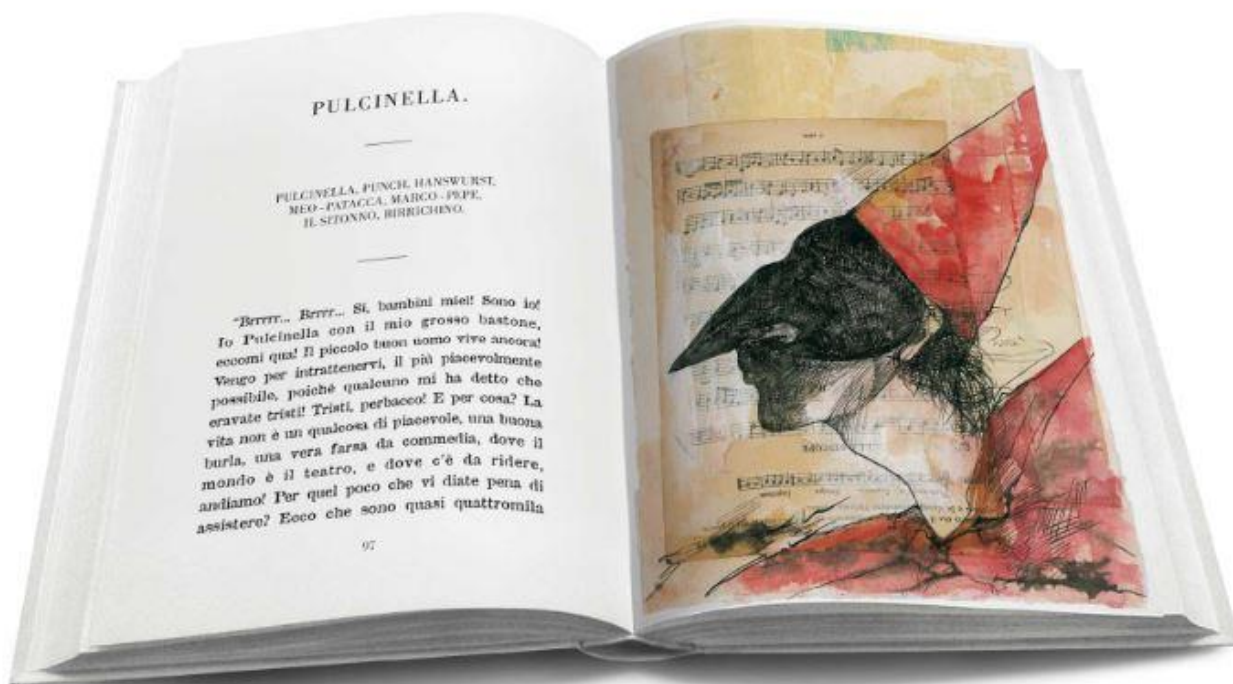 PULCINELLA.
PULCINELLA, PUNCH, HANSWURST,
MEO-PATACCA, MARCO-PEPE,
IL SITONNO, BIRRICHINO.
"Brrrr... Brrrr... Si, bambini miei! Sono io!
Io Pulcinella con il mio grosso bastone,
eccomi qua! Il piccolo buon uomo vive ancora!
Vengo per intrattenervi, il più piacevolmente
possibile, poiché qualcuno mi ha detto che
eravate tristi! Tristi, perbacco! E per cosa? La
vita non è un qualcosa di piacevole, una buona
burla, una vera farsa da commedia, dove il
mondo è il teatro, e dove c'è da ridere,
andiamo! Per quel poco che vi diate pena di
assistere? Ecco che sono quasi quattromila
97